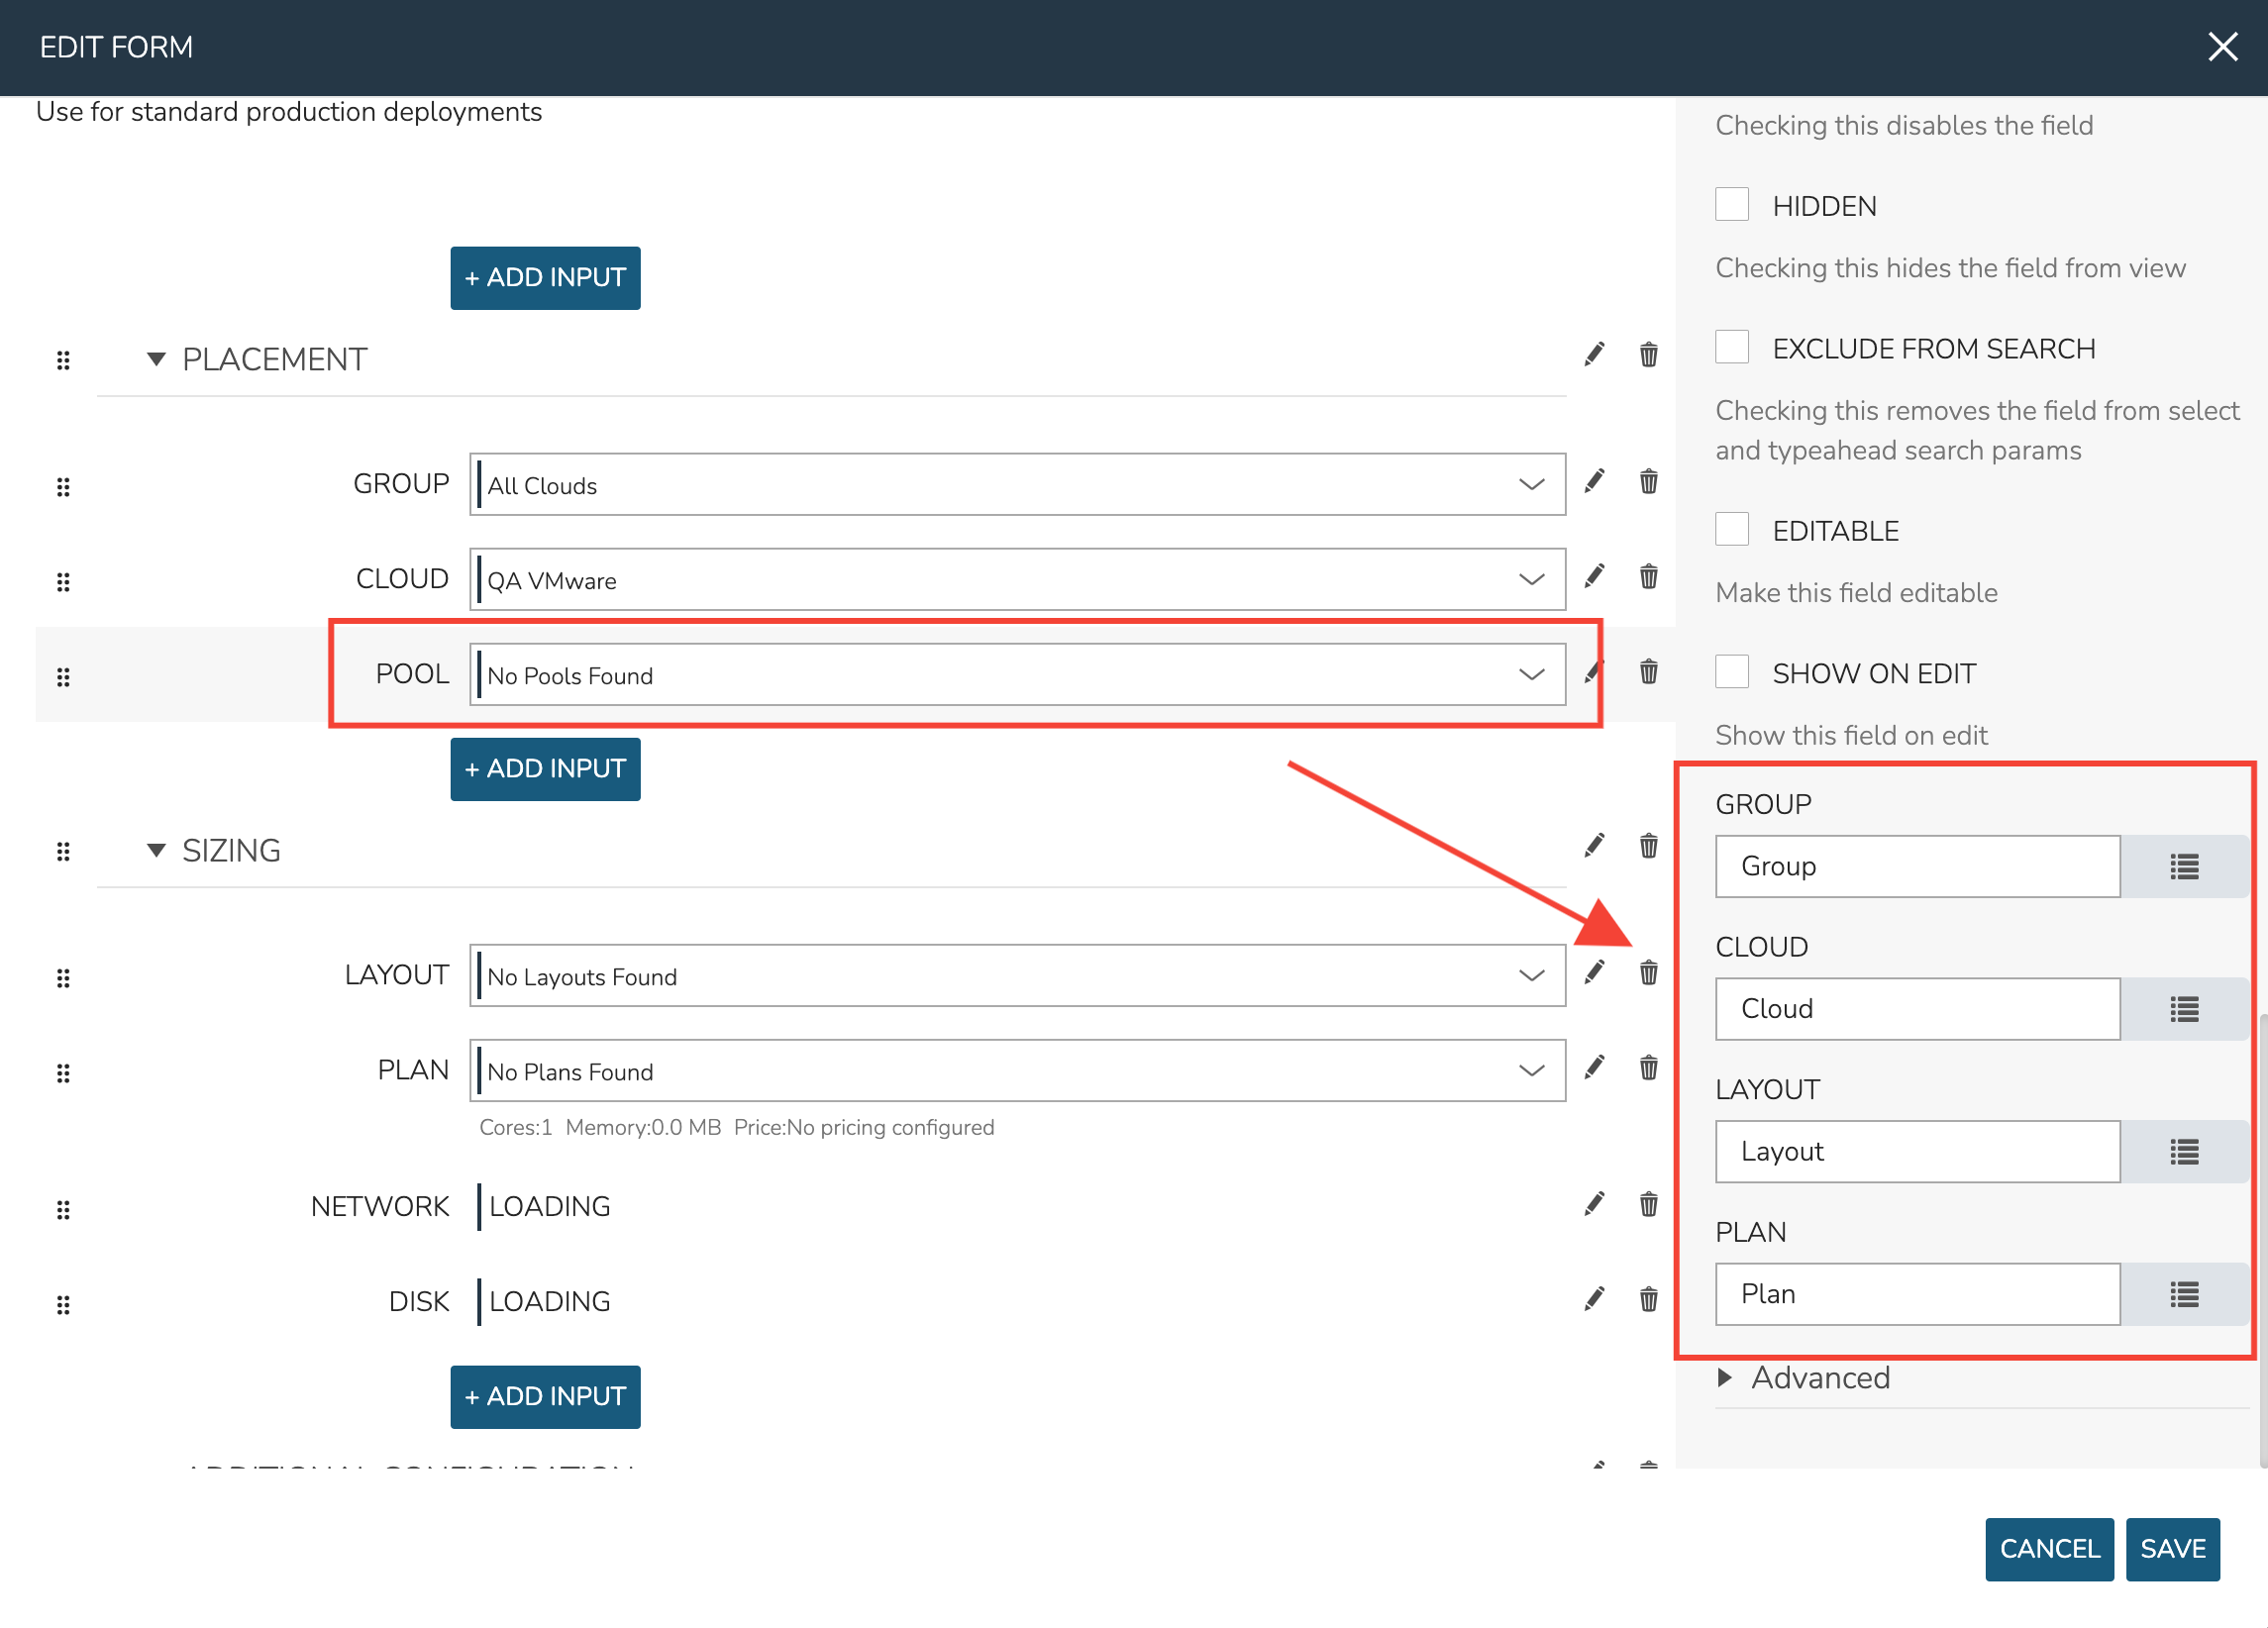 EDIT FORM
Use for standard production deployments
+ ADD INPUT
PLACEMENT
GROUP All Clouds
CLOUD QA VMware
POOL No Pools Found
+ ADD INPUT
SIZING
LAYOUT No Layouts Found
PLAN No Plans Found
Cores:1 Memory:0.0 MB Price:No pricing configured
NETWORK LOADING
DISK LOADING
+ ADD INPUT
ADDITIONAL CONFIGURATION
Checking this disables the field
HIDDEN
Checking this hides the field from view
EXCLUDE FROM SEARCH
Checking this removes the field from select
and typeahead search params
EDITABLE
Make this field editable
SHOW ON EDIT
Show this field on edit
GROUP
Group
CLOUD
Cloud
LAYOUT
Layout
PLAN
Plan
Advanced
CANCEL SAVE